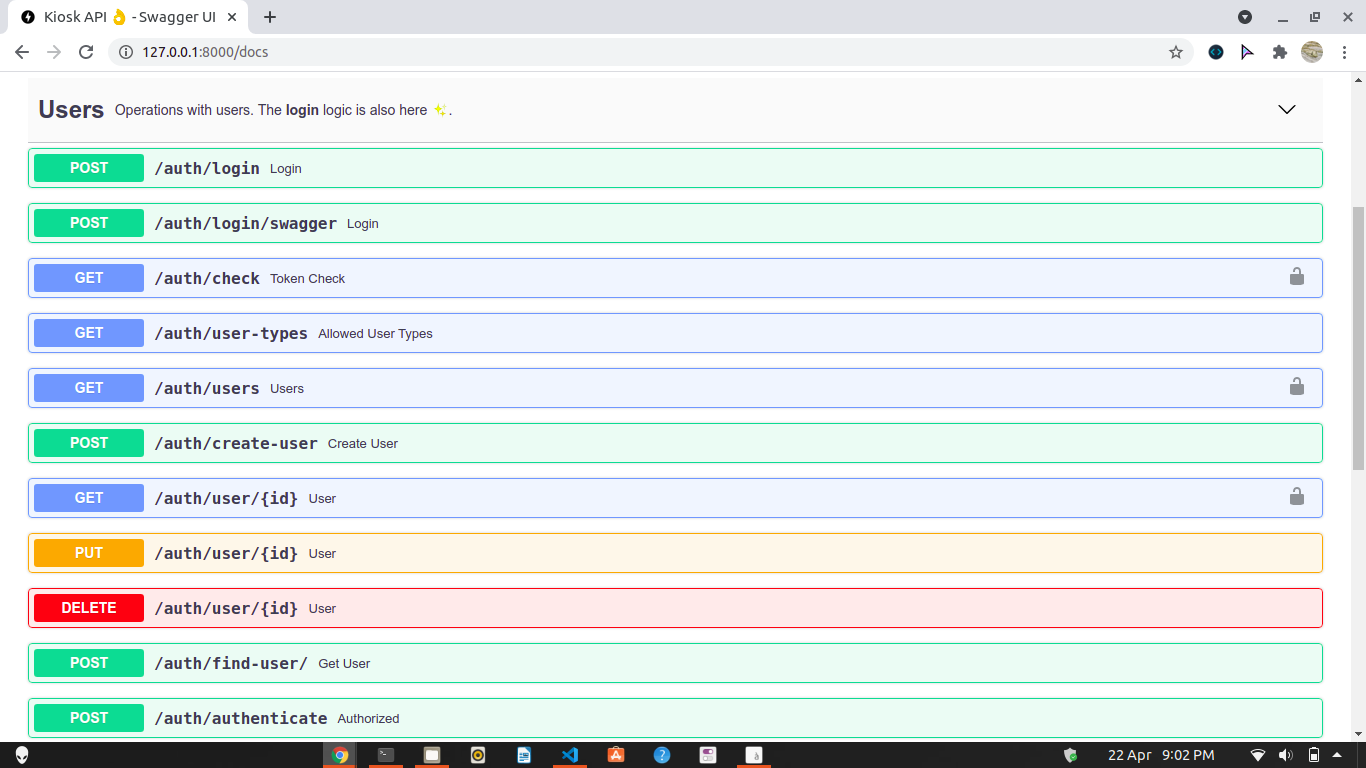 Kiosk API 👌 - Swagger UI
127.0.0.1:8000/docs
Users Operations with users. The login logic is also here ✨.
POST /auth/login Login
POST /auth/login/swagger Login
GET /auth/check Token Check
GET /auth/user-types Allowed User Types
GET /auth/users Users
POST /auth/create-user Create User
GET /auth/user/{id} User
PUT /auth/user/{id} User
DELETE /auth/user/{id} User
POST /auth/find-user/ Get User
POST /auth/authenticate Authorized
22 Apr 9:02 PM